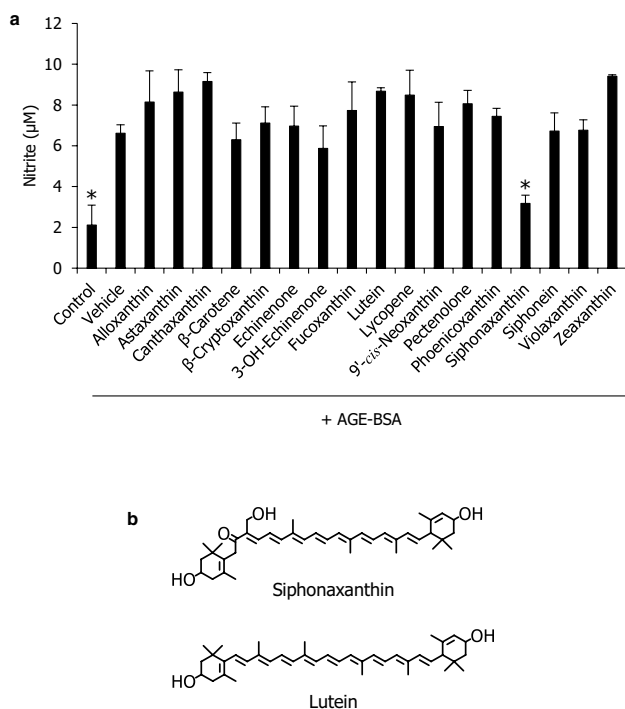 a
12
10
8
6
4
2
0
Nitrite (μM)
*
*
Control
Vehicle
Alloxanthin
Astaxanthin
Canthaxanthin
β-Carotene
β-Cryptoxanthin
Echinenone
3-OH-Echinenone
Fucoxanthin
Lutein
Lycopene
9'-cis-Neoxanthin
Pectenolone
Phoenicoxanthin
Siphonaxanthin
Siphonein
Violaxanthin
Zeaxanthin
+ AGE-BSA
b
OH
O
OH
HO
Siphonaxanthin
OH
HO
Lutein